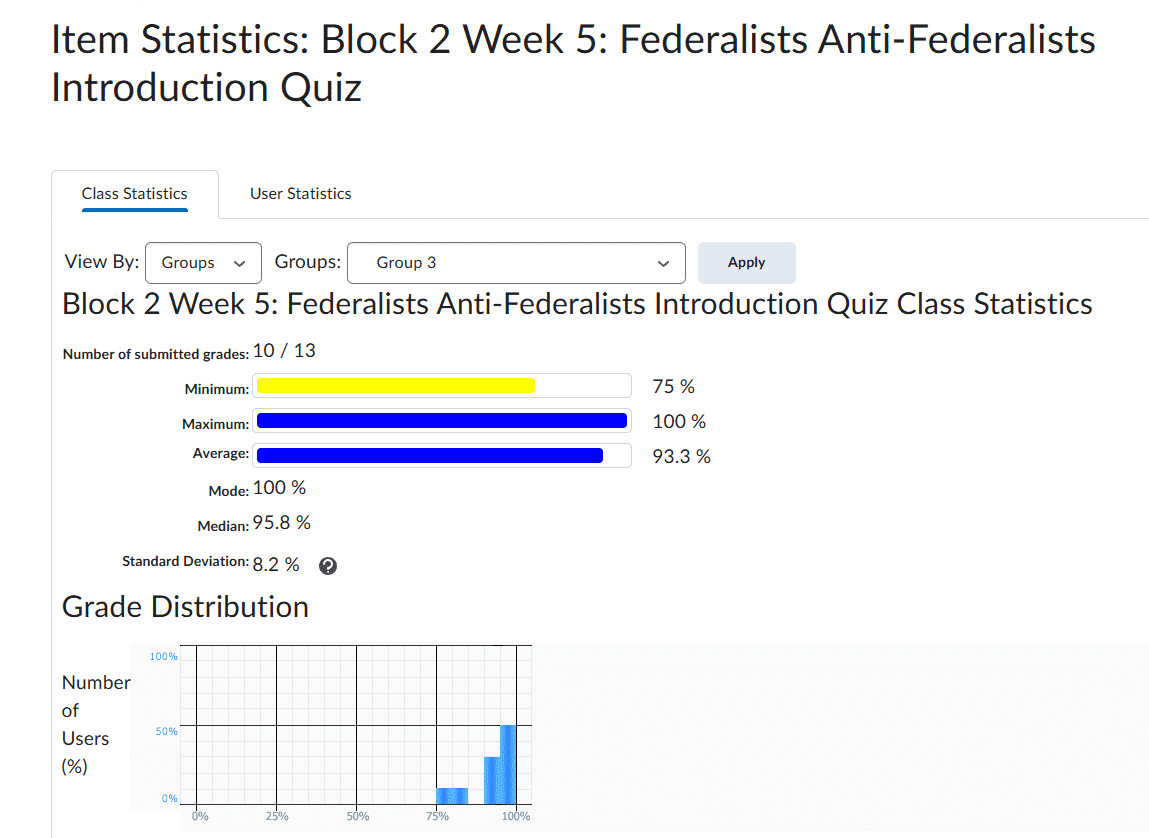 Item Statistics: Block 2 Week 5: Federalists Anti-Federalists
Introduction Quiz
Class Statistics
User Statistics
View By: Groups Groups: Group 3 Apply
Block 2 Week 5: Federalists Anti-Federalists Introduction Quiz Class Statistics
Number of submitted grades: 10 / 13
Minimum: 75 %
Maximum: 100 %
Average: 93.3 %
Mode: 100 %
Median: 95.8 %
Standard Deviation: 8.2 % ?
Grade Distribution
Number
of
Users
(%)
100%
50%
0%
0% 25% 50% 75% 100%